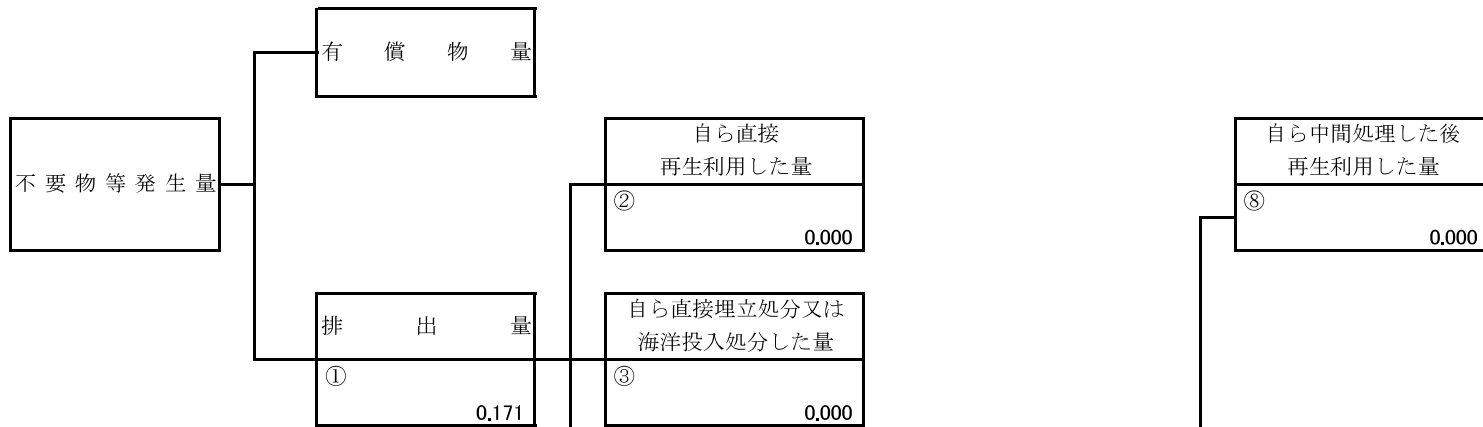 有償物量
自ら直接
再生利用した量
②
0.000
自ら中間処理した後
再生利用した量
⑧
0.000
不要物等発生量
排出量
①
0.171
自ら直接埋立処分又は
海洋投入処分した量
③
0.000